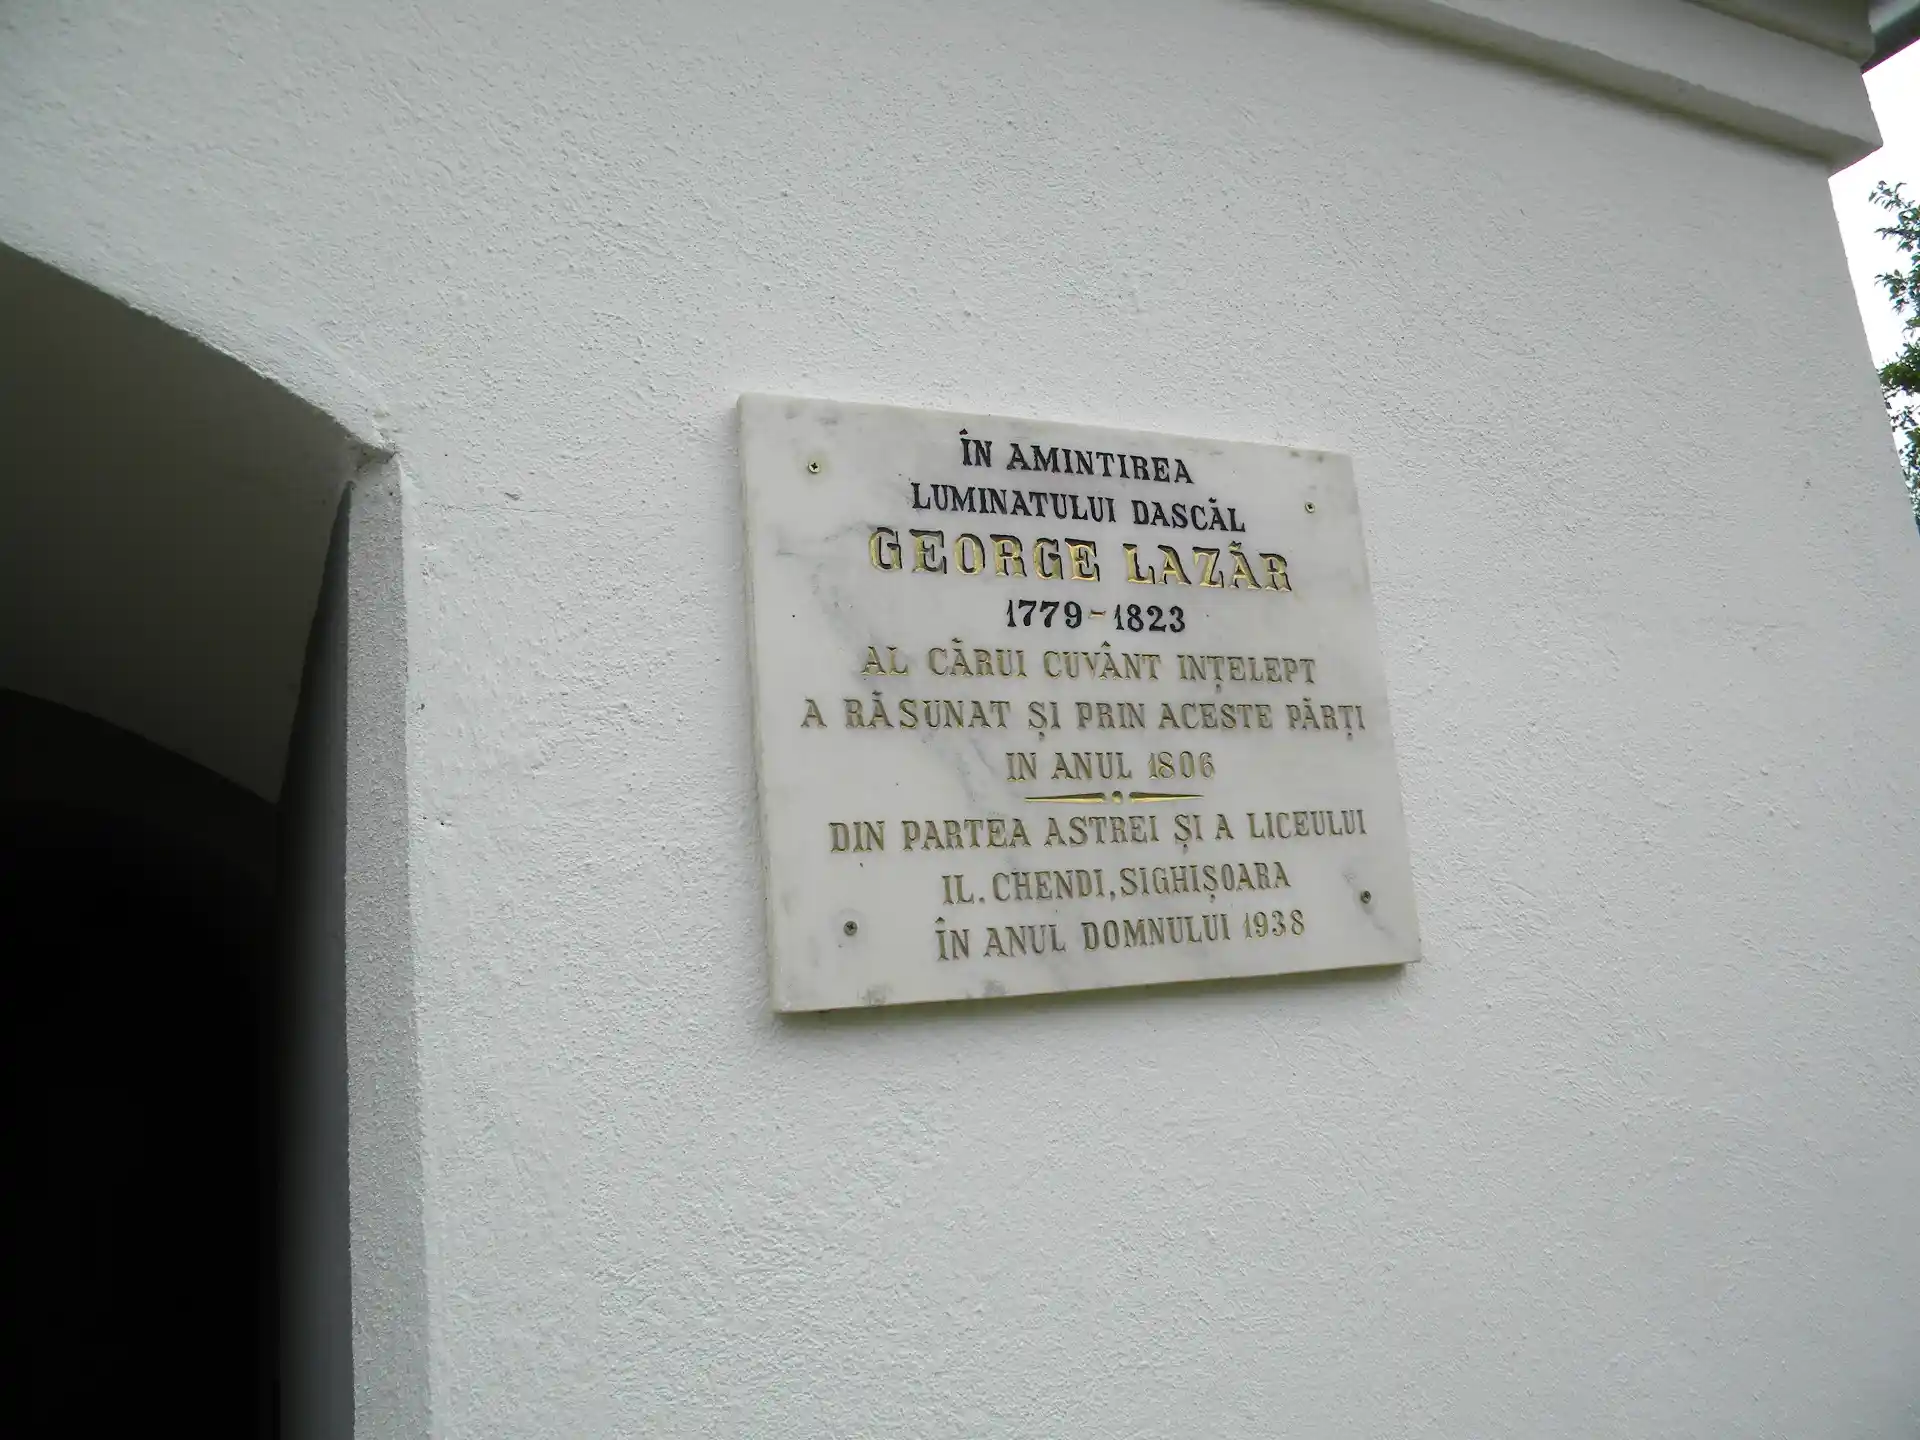 ÎN AMINTIREA
LUMINATULUI DASCĂL
GEORGE LAZĂR
1779-1823
AL CĂRUI CUVÂNT INȚELEPT
A RĂSUNAT ȘI PRIN ACESTE PĂRȚI
IN ANUL 1806
DIN PARTEA ASTREI ȘI A LICEULUI
IL. CHENDI, SIGHIȘOARA
ÎN ANUL DOMNULUI 1938